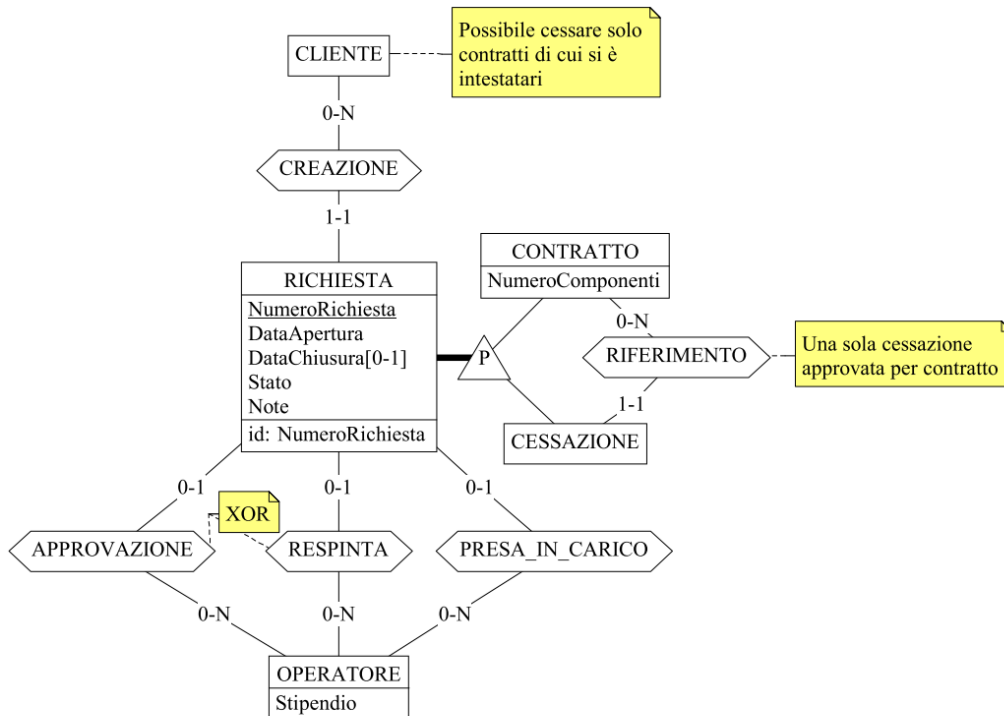 CLIENTE
Possibile cessare solo
contratti di cui si è
intestatari
0-N
CREAZIONE
1-1
RICHIESTA
NumeroRichiesta
DataApertura
DataChiusura[0-1]
Stato
Note
id: NumeroRichiesta
P
CONTRATTO
NumeroComponenti
0-N
RIFERIMENTO
Una sola cessazione
approvata per contratto
1-1
CESSAZIONE
0-1
0-1
0-1
XOR
APPROVAZIONE
RESPINTA
PRESA_IN_CARICO
0-N
0-N
0-N
OPERATORE
Stipendio